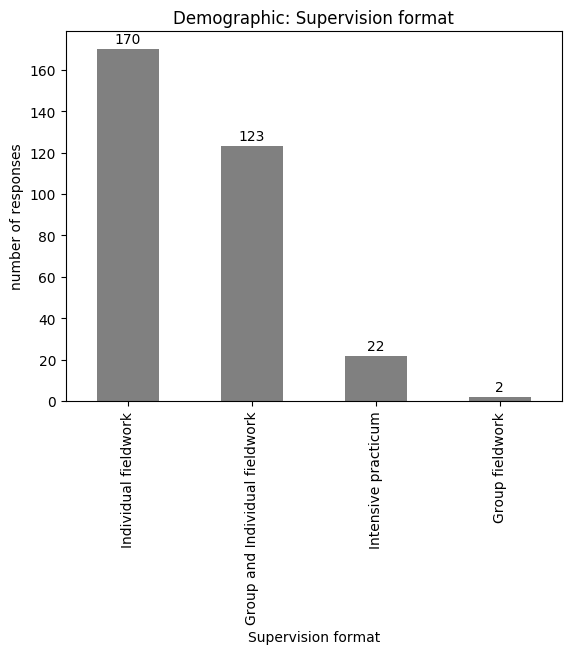 Demographic: Supervision format
170
123
22
2
160
140
120
100
80
60
40
20
0
number of responses
Individual fieldwork
Group and Individual fieldwork
Intensive practicum
Group fieldwork
Supervision format